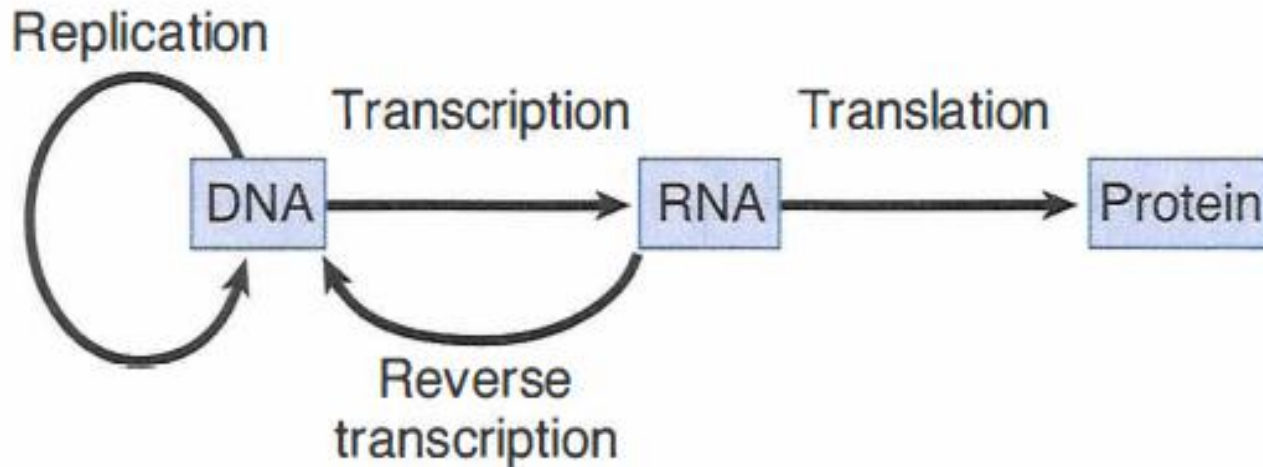 Replication
Transcription
Translation
DNA
RNA
Protein
Reverse
transcription